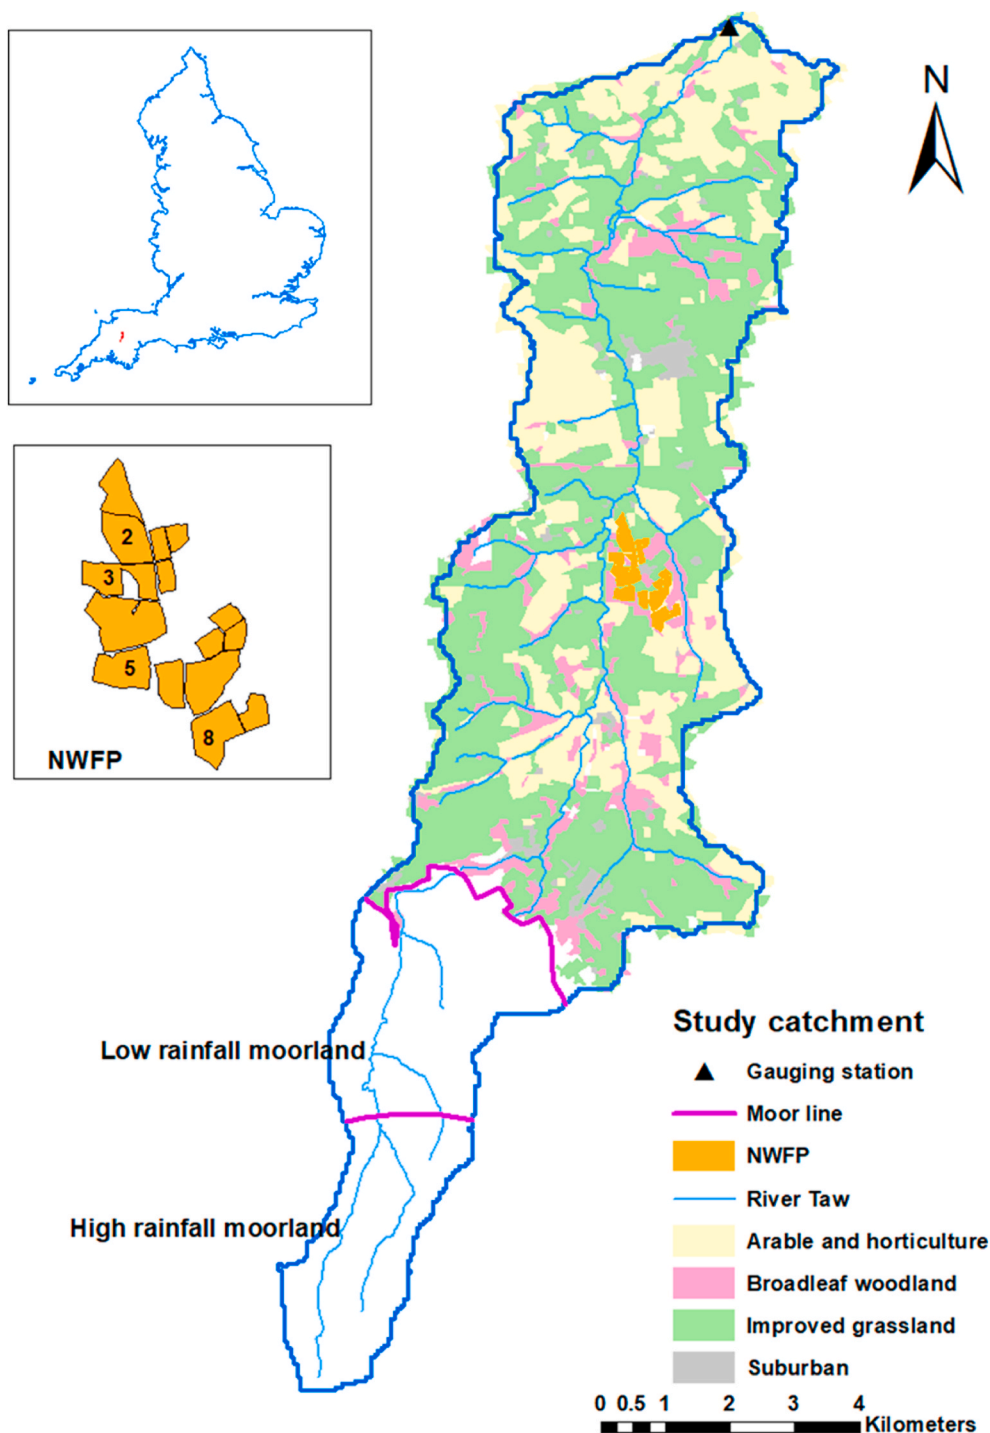 N
2
3
5
8
NWFP
Low rainfall moorland
High rainfall moorland
Study catchment
Gauging station
Moor line
NWFP
River Taw
Arable and horticulture
Broadleaf woodland
Improved grassland
Suburban
0 0.5 1 2 3 4
Kilometers